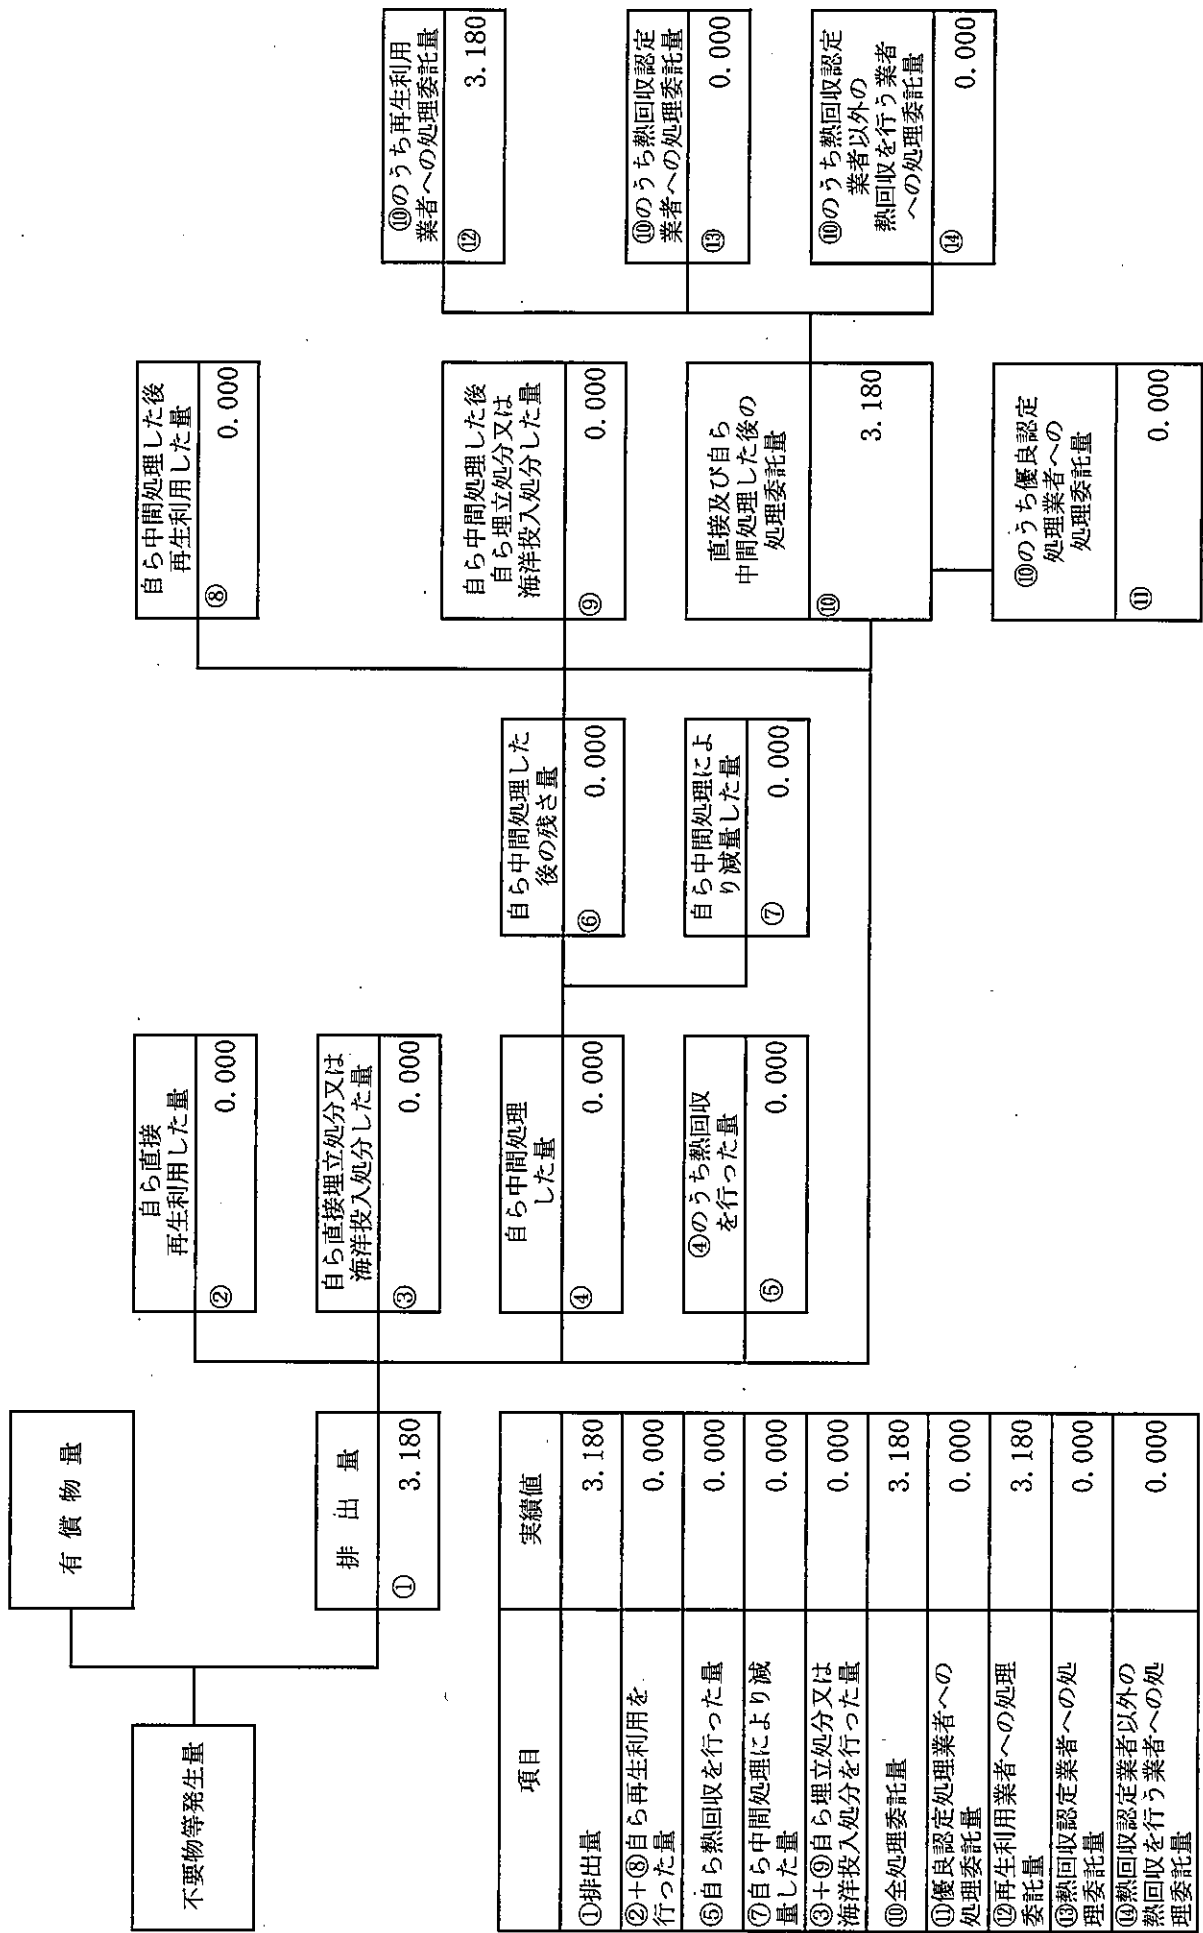 不要物等発生量
有 償 物 量
排 出 量
① 3.180
自ら直接
再生利用した量
② 0.000
自ら直接埋立処分又は
海洋投入処分した量
③ 0.000
自ら中間処理
した量
④ 0.000
④のうち熱回収
を行った量
⑤ 0.000
自ら中間処理した
後の残さ量
⑥ 0.000
自ら中間処理によ
り減量した量
⑦ 0.000
自ら中間処理した後
再生利用した量
⑧ 0.000
自ら中間処理した後
自ら埋立処分又は
海洋投入処分した量
⑨ 0.000
直接及び自ら
中間処理した後の
処理委託量
⑩ 3.180
⑩のうち優良認定
処理業者への
処理委託量
⑪ 0.000
⑩のうち再生利用
業者への処理委託量
⑫ 3.180
⑩のうち熱回収認定
業者への処理委託量
⑬ 0.000
⑩のうち熱回収認定
業者以外の
熱回収を行う業者
への処理委託量
⑭ 0.000
項目 実績値
①排出量 3.180
②+⑧自ら再生利用を
行った量 0.000
⑤自ら熱回収を行った量 0.000
⑦自ら中間処理により減
量した量 0.000
③+⑨自ら埋立処分又は
海洋投入処分を行った量 0.000
⑩全処理委託量 3.180
⑪優良認定処理業者への
処理委託量 0.000
⑫再生利用業者への処理
委託量 3.180
⑬熱回収認定業者への処
理委託量 0.000
⑭熱回収認定業者以外の
熱回収を行う業者への処
理委託量 0.000